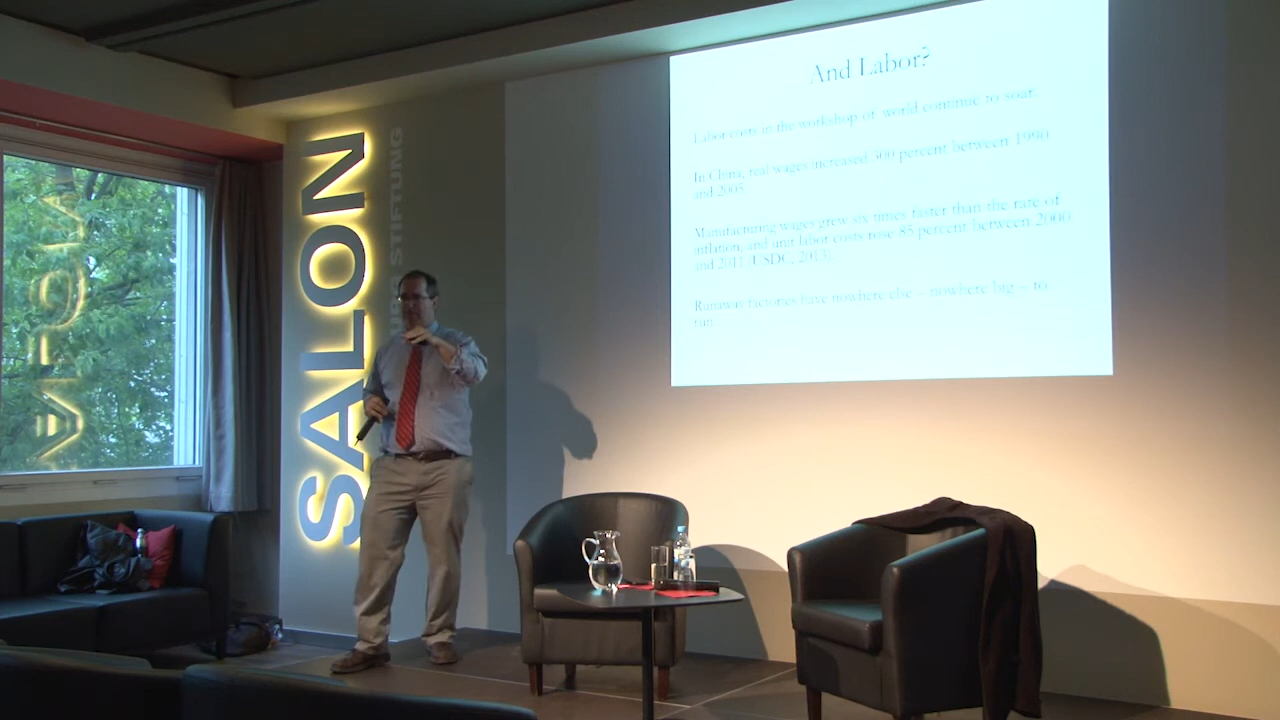 And Labor?
Labor costs in the workshop of world continue to soar.
In China, real wages increased 300 percent between 1990
and 2005.
Manufacturing wages grew six times faster than the rate of
inflation, and unit labor costs rose 85 percent between 2000
and 2011 (USDC, 2013).
Runaway factories have nowhere else – nowhere big – to
run.
SALON
STIFTUNG